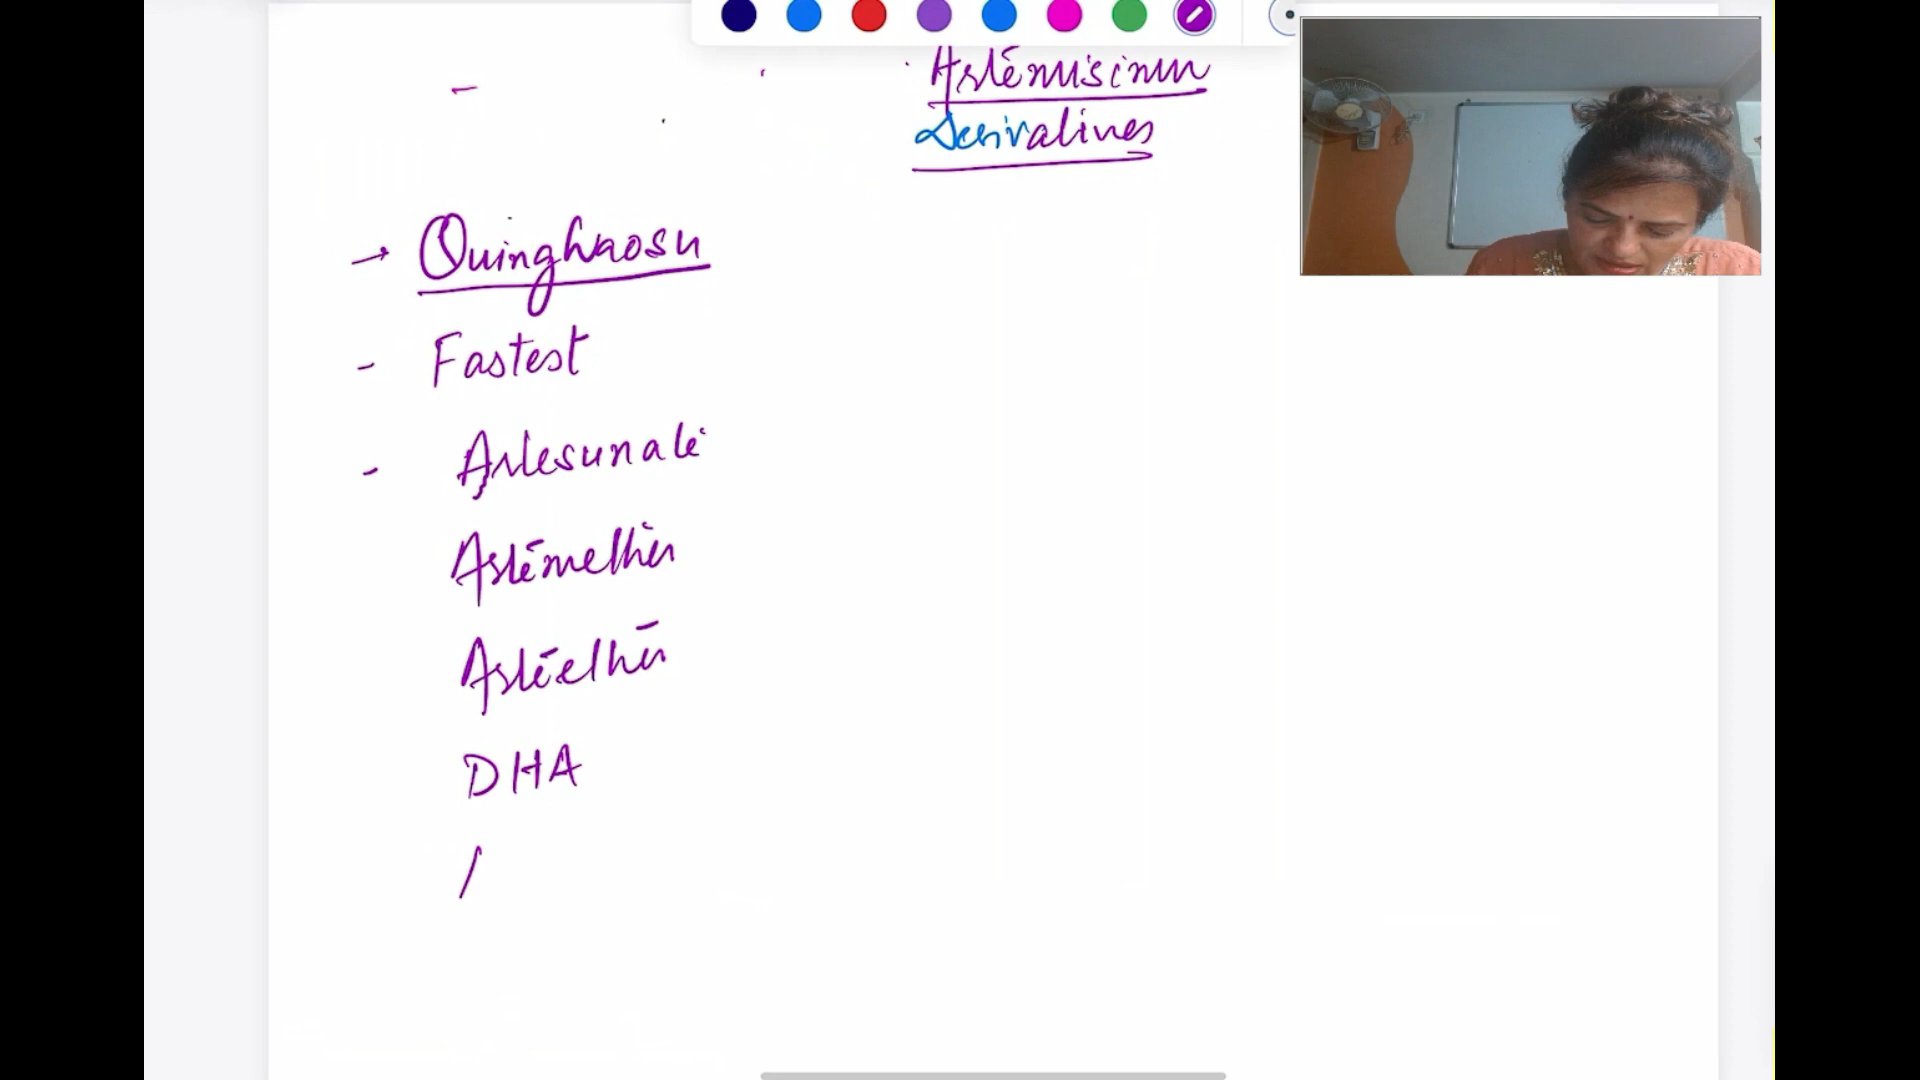 Artemisinin
Derivatives
→ Quinghaosu
- Fastest
- Artesunate
Artemether
Arteether
DHA